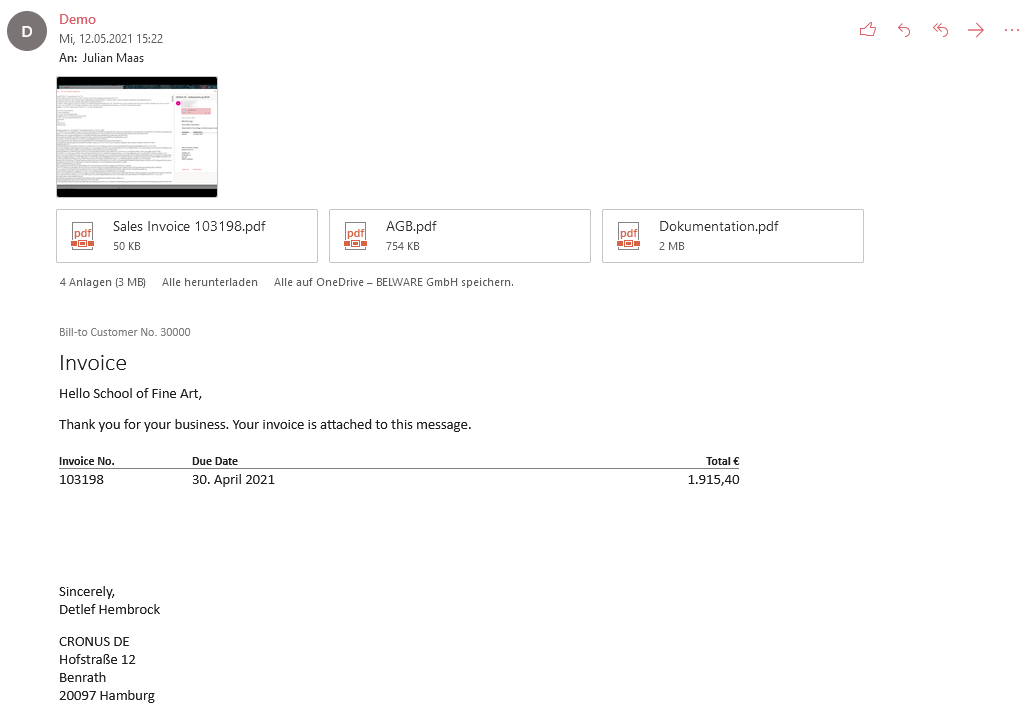 D
Demo
Mi, 12.05.2021 15:22
An: Julian Maas
pdf Sales Invoice 103198.pdf
50 KB
pdf AGB.pdf
754 KB
pdf Dokumentation.pdf
2 MB
4 Anlagen (3 MB) Alle herunterladen Alle auf OneDrive – BELWARE GmbH speichern.
Bill-to Customer No. 30000
Invoice
Hello School of Fine Art,
Thank you for your business. Your invoice is attached to this message.
Invoice No. Due Date Total €
103198 30. April 2021 1.915,40
Sincerely,
Detlef Hembrock
CRONUS DE
Hofstraße 12
Benrath
20097 Hamburg